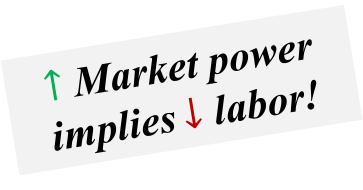 ↑ Market power
implies ↓ labor!